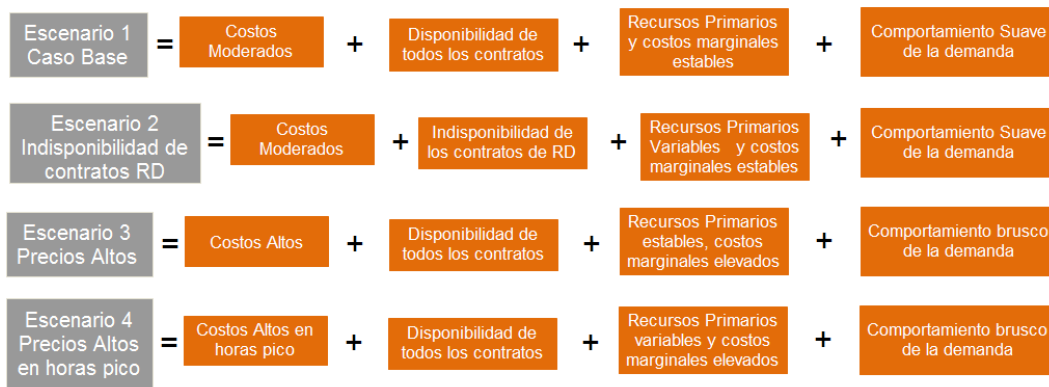 Escenario 1
Caso Base
=
Costos
Moderados
+
Disponibilidad de
todos los contratos
+
Recursos Primarios
y costos marginales
estables
+
Comportamiento Suave
de la demanda
Escenario 2
Indisponibilidad de
contratos RD
=
Costos
Moderados
+
Indisponibilidad de
los contratos de RD
+
Recursos Primarios
Variables y costos
marginales estables
+
Comportamiento Suave
de la demanda
Escenario 3
Precios Altos
=
Costos Altos
+
Disponibilidad de
todos los contratos
+
Recursos Primarios
estables, costos
marginales elevados
+
Comportamiento brusco
de la demanda
Escenario 4
Precios Altos
en horas pico
=
Costos Altos en
horas pico
+
Disponibilidad de
todos los contratos
+
Recursos Primarios
variables y costos
marginales elevados
+
Comportamiento brusco
de la demanda